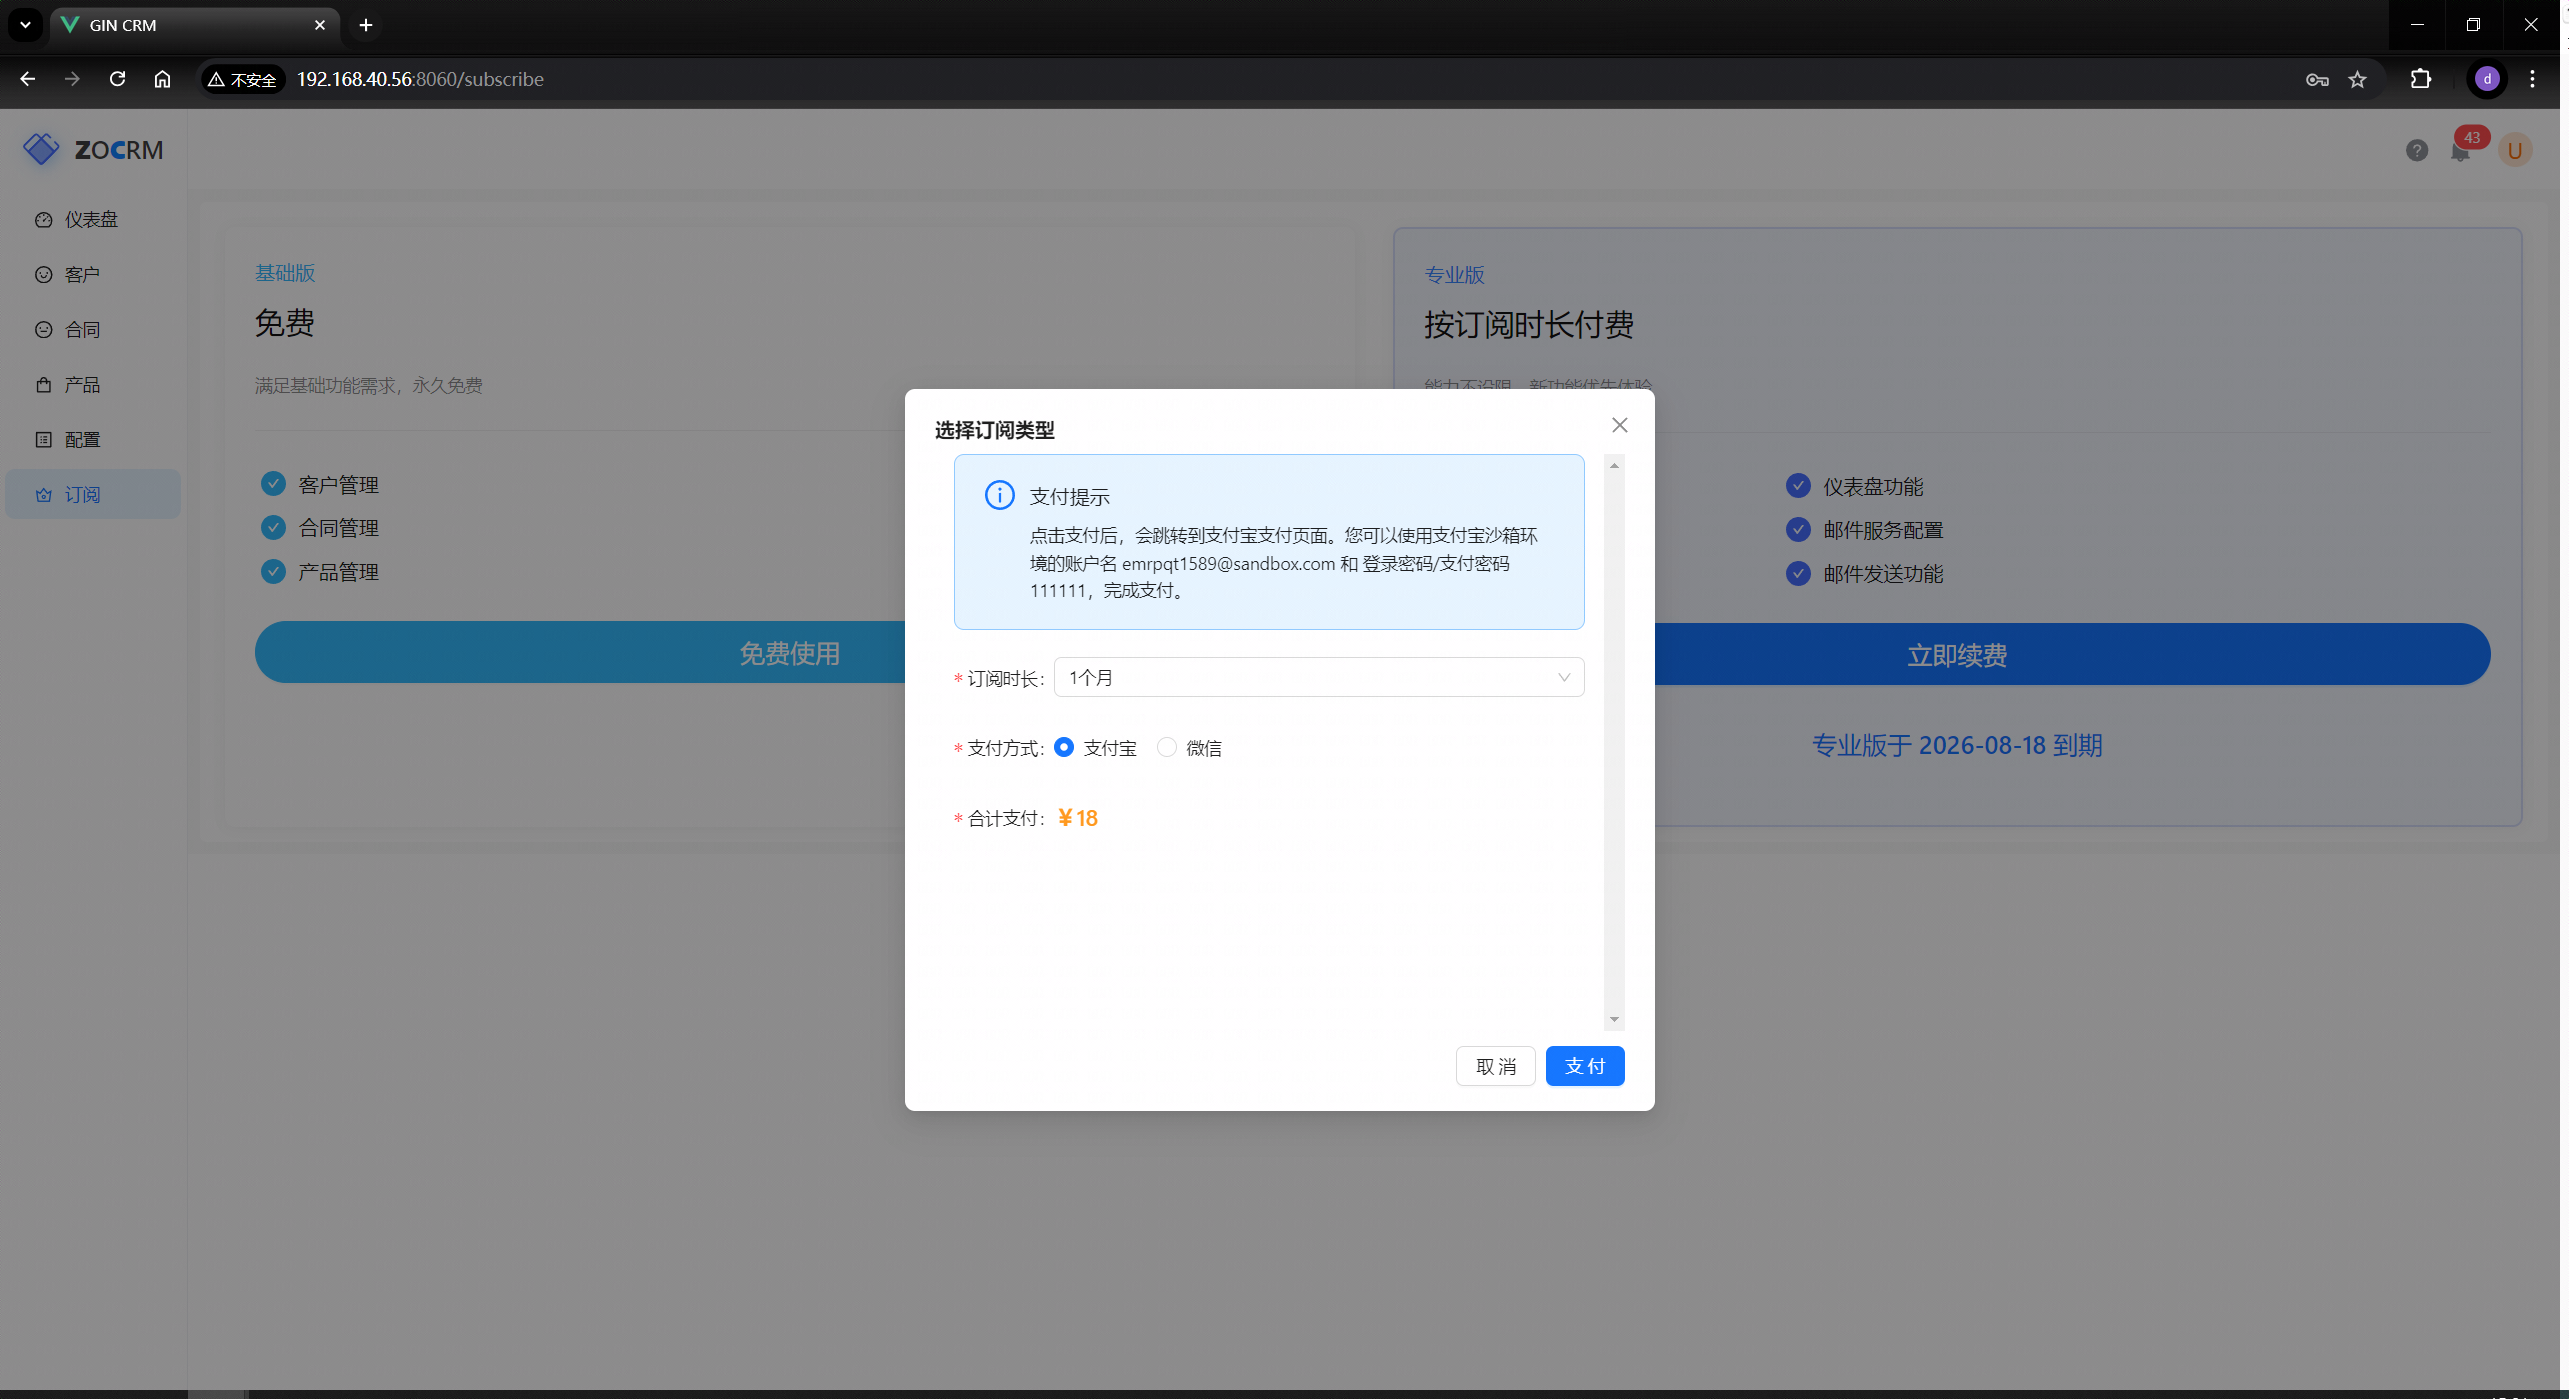 GIN CRM
不安全
192.168.40.56:8060/subscribe
d
ZOCRM
43
U
仪表盘
客户
合同
产品
配置
订阅
基础版
免费
满足基础功能需求，永久免费
客户管理
合同管理
产品管理
免费使用
专业版
按订阅时长付费
能力不设限，新功能优先体验
仪表盘功能
邮件服务配置
邮件发送功能
立即续费
专业版于 2026-08-18 到期
选择订阅类型
支付提示
点击支付后，会跳转到支付宝支付页面。您可以使用支付宝沙箱环
境的账户名 emrpqt1589@sandbox.com 和 登录密码/支付密码
111111，完成支付。
* 订阅时长: 1个月
* 支付方式: 支付宝 微信
* 合计支付: ¥18
取 消
支 付